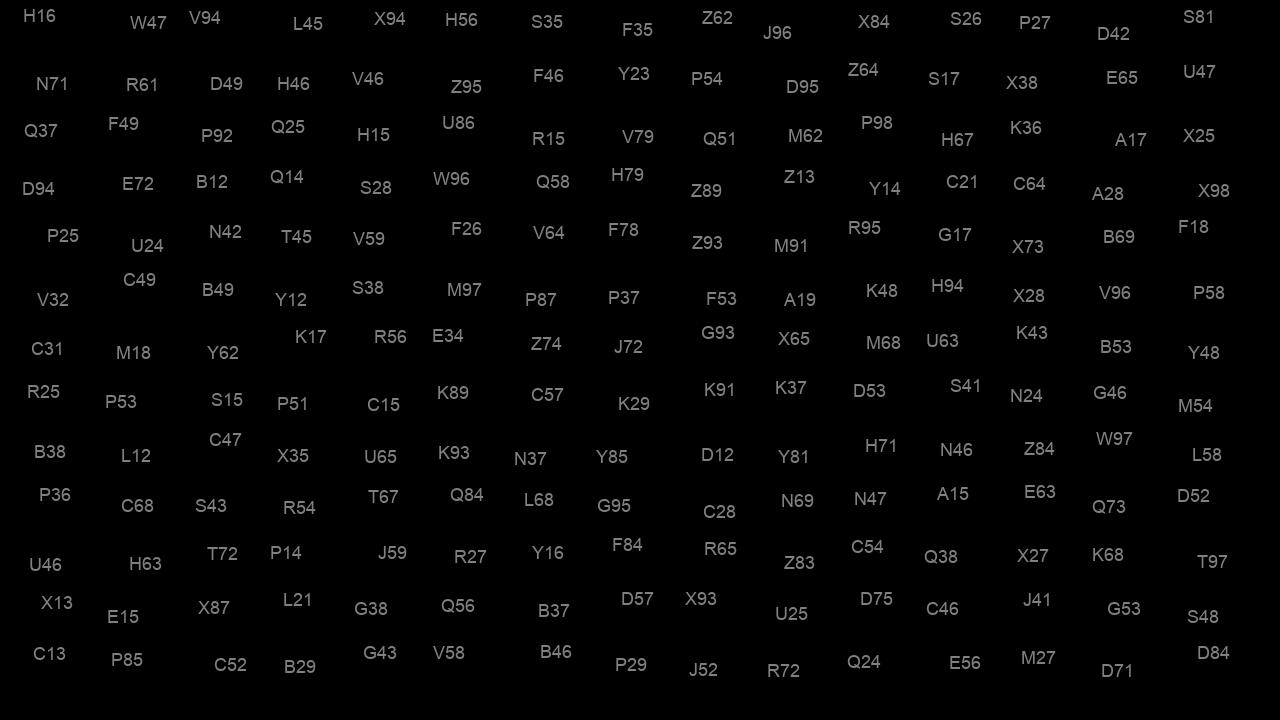 H16 W47 V94 L45 X94 H56 S35 F35 Z62 J96 X84 S26 P27 D42 S81
N71 R61 D49 H46 V46 Z95 F46 Y23 P54 D95 Z64 S17 X38 E65 U47
Q37 F49 P92 Q25 H15 U86 R15 V79 Q51 M62 P98 H67 K36 A17 X25
D94 E72 B12 Q14 S28 W96 Q58 H79 Z89 Z13 Y14 C21 C64 A28 X98
P25 U24 N42 T45 V59 F26 V64 F78 Z93 M91 R95 G17 X73 B69 F18
V32 C49 B49 Y12 S38 M97 P87 P37 F53 A19 K48 H94 X28 V96 P58
C31 M18 Y62 K17 R56 E34 Z74 J72 G93 X65 M68 U63 K43 B53 Y48
R25 P53 S15 P51 C15 K89 C57 K29 K91 K37 D53 S41 N24 G46 M54
B38 L12 C47 X35 U65 K93 N37 Y85 D12 Y81 H71 N46 Z84 W97 L58
P36 C68 S43 R54 T67 Q84 L68 G95 C28 N69 N47 A15 E63 Q73 D52
U46 H63 T72 P14 J59 R27 Y16 F84 R65 Z83 C54 Q38 X27 K68 T97
X13 E15 X87 L21 G38 Q56 B37 D57 X93 U25 D75 C46 J41 G53 S48
C13 P85 C52 B29 G43 V58 B46 P29 J52 R72 Q24 E56 M27 D71 D84